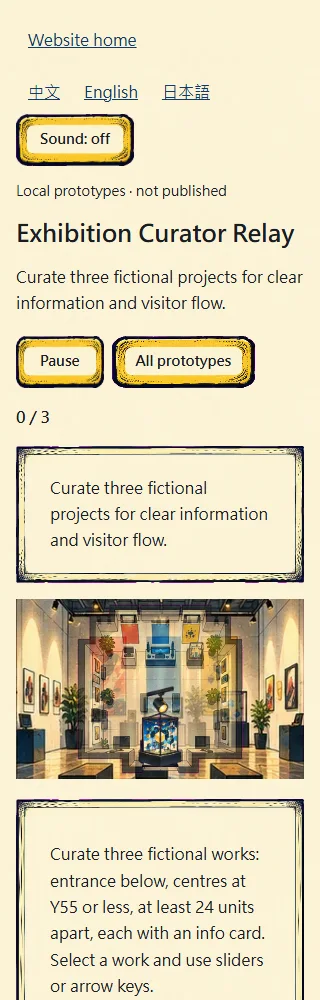 Website home
中文 English 日本語
Sound: off
Local prototypes · not published
Exhibition Curator Relay
Curate three fictional projects for clear
information and visitor flow.
Pause All prototypes
0 / 3
Curate three fictional
projects for clear information
and visitor flow.
Curate three fictional works:
entrance below, centres at
Y55 or less, at least 24 units
apart, each with an info card.
Select a work and use sliders
or arrow keys.